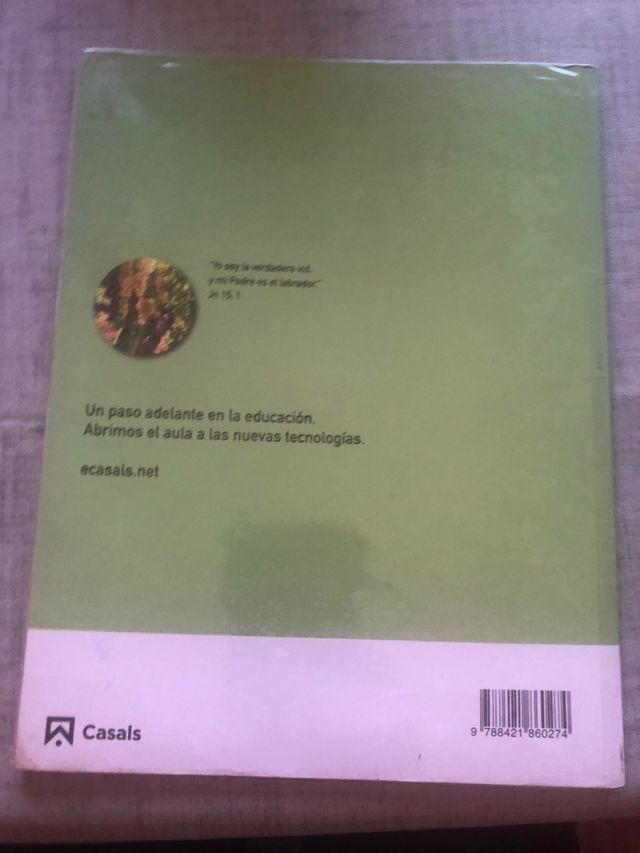 "Yo soy la verdadera vid,
y mi Padre es el labrador."
Jn 15, 1
Un paso adelante en la educación.
Abrimos el aula a las nuevas tecnologías.
ecasals.net
Casals
9 788421 860274